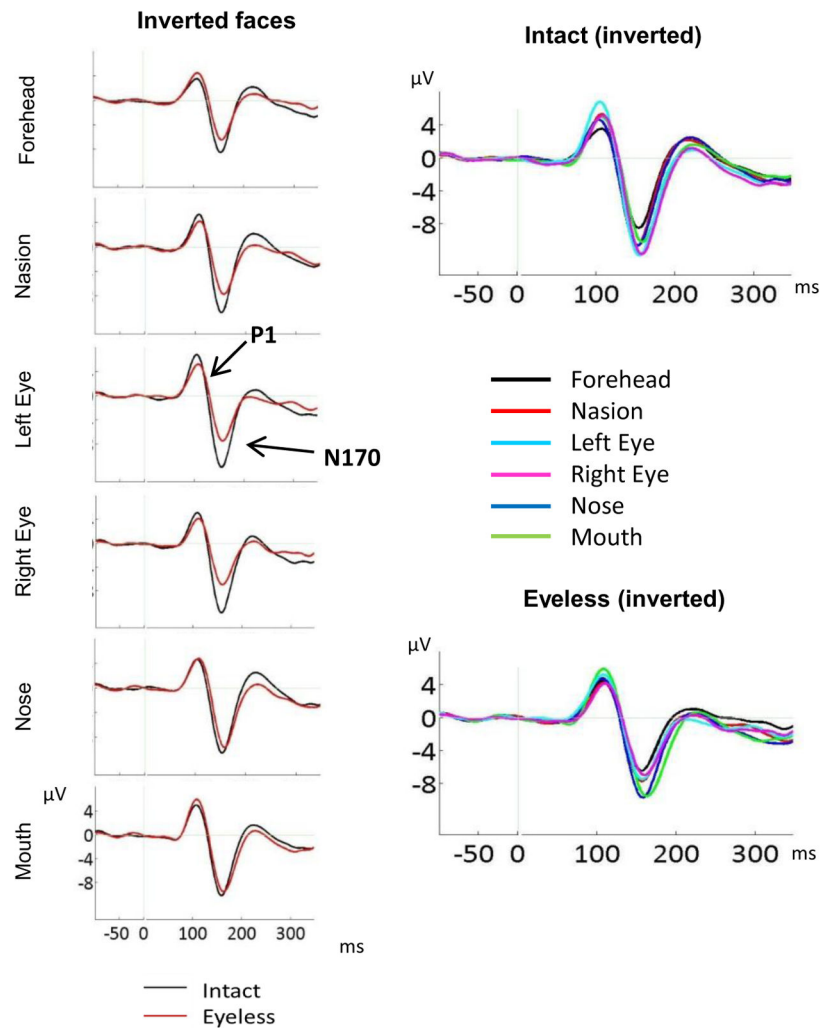 Inverted faces
Forehead
Nasion
Left Eye
P1
N170
Right Eye
Nose
Mouth
µV
4
0
-4
-8
-50 0 100 200 300
ms
Intact
Eyeless
Intact (inverted)
µV
4
0
-4
-8
-50 0 100 200 300 ms
Forehead
Nasion
Left Eye
Right Eye
Nose
Mouth
Eyeless (inverted)
µV
4
0
-4
-8
-50 0 100 200 300
ms